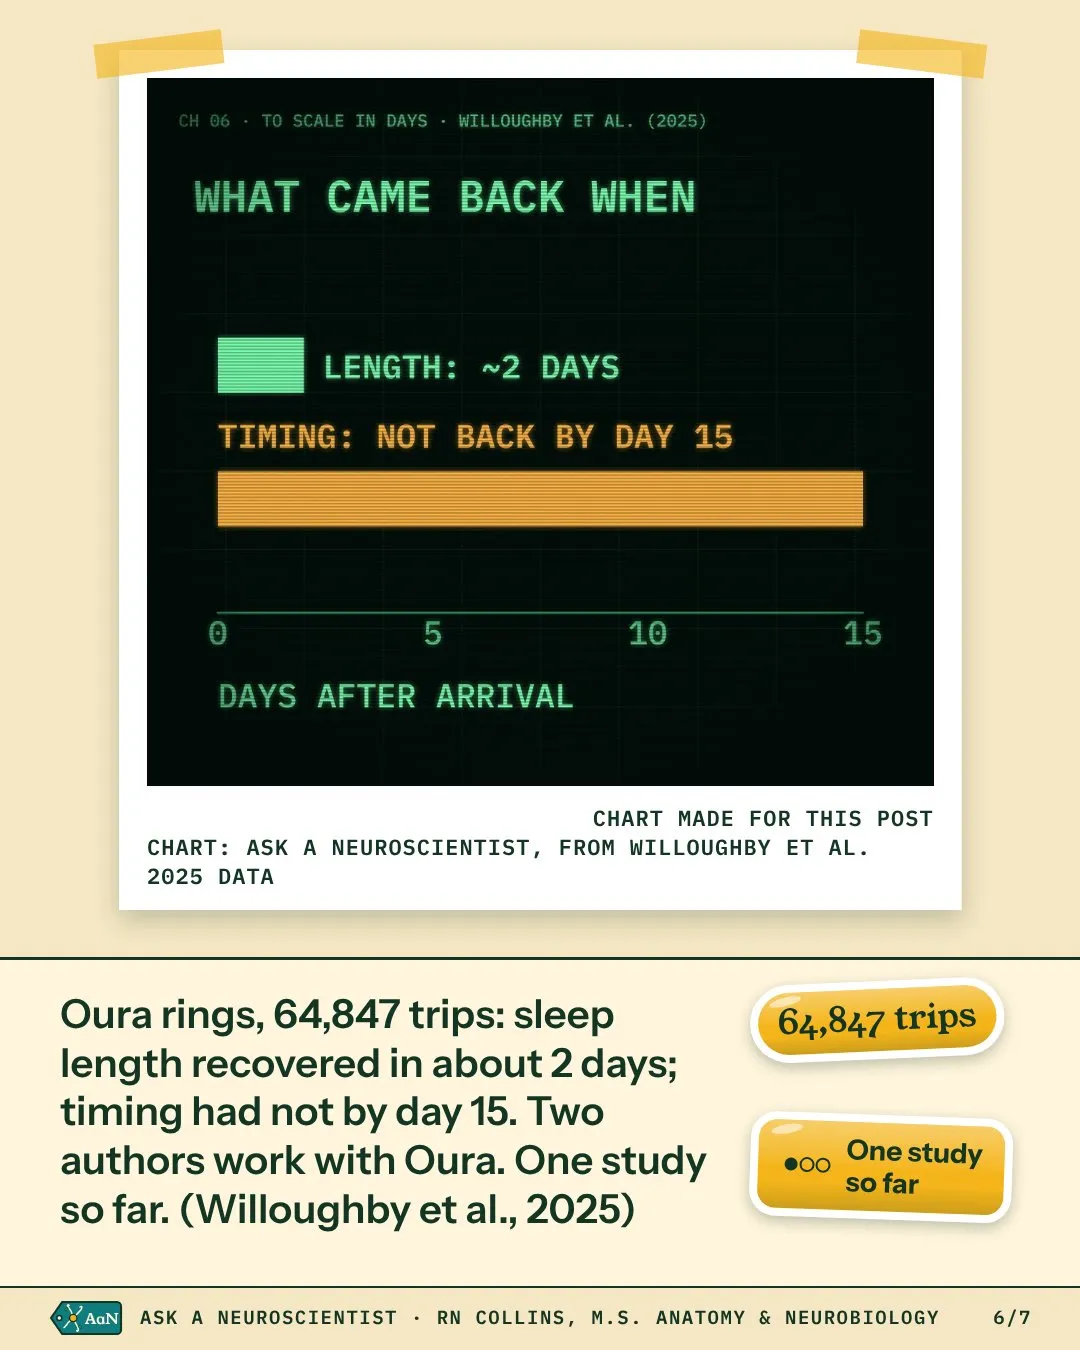 CH 06 · TO SCALE IN DAYS · WILLOUGHBY ET AL. (2025)
WHAT CAME BACK WHEN
LENGTH: ~2 DAYS
TIMING: NOT BACK BY DAY 15
0 5 10 15
DAYS AFTER ARRIVAL
CHART MADE FOR THIS POST
CHART: ASK A NEUROSCIENTIST, FROM WILLOUGHBY ET AL.
2025 DATA
Oura rings, 64,847 trips: sleep
length recovered in about 2 days;
timing had not by day 15. Two
authors work with Oura. One study
so far. (Willoughby et al., 2025)
64,847 trips
One study
so far
AaN
ASK A NEUROSCIENTIST · RN COLLINS, M.S. ANATOMY & NEUROBIOLOGY
6/7